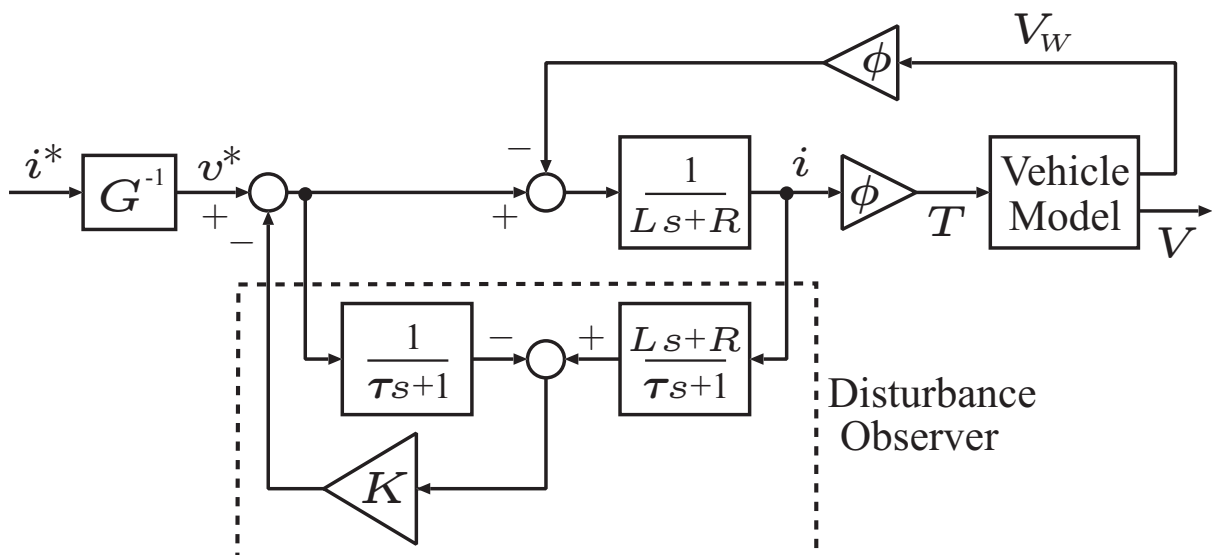 V_W
ϕ
−
i*
G⁻¹
v*
+
−
+
1
Ls+R
i
ϕ
T
Vehicle
Model
V
1
τs+1
−
+
Ls+R
τs+1
K
Disturbance
Observer